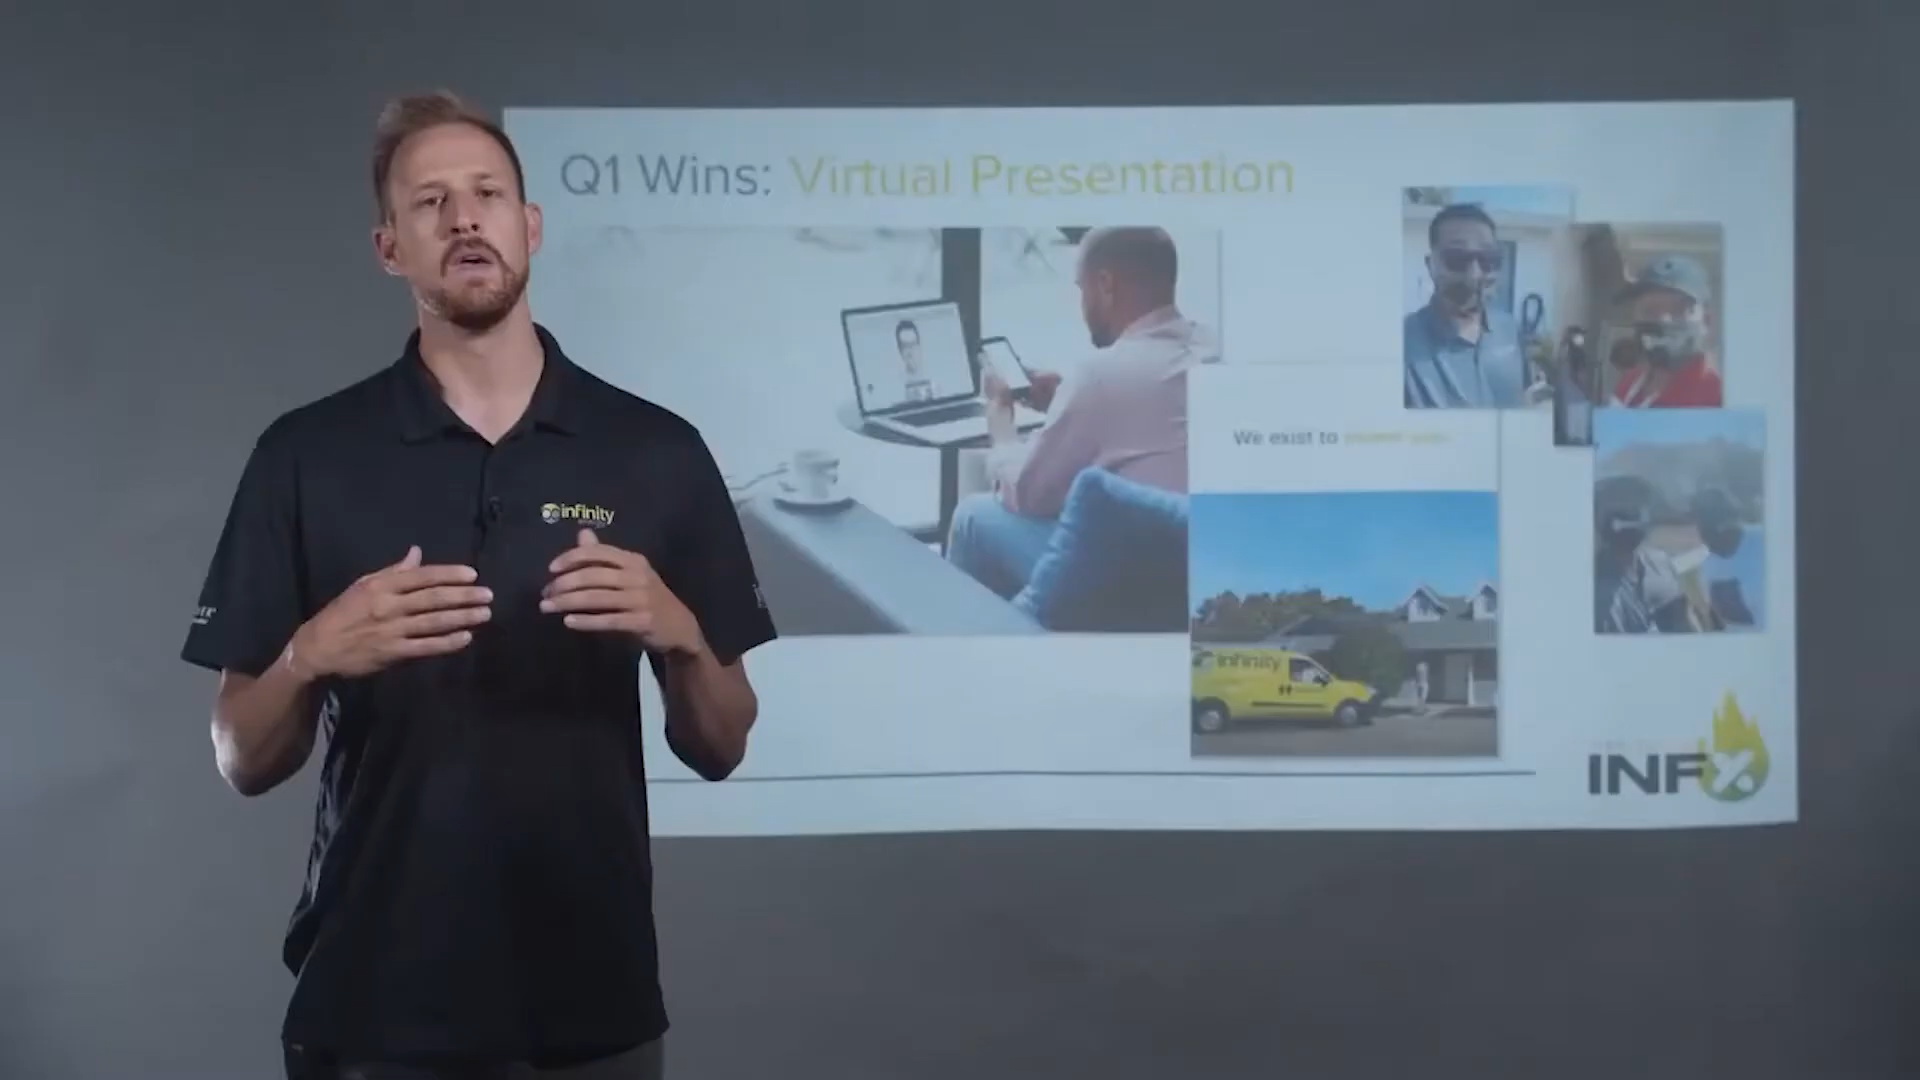 Q1 Wins: Virtual Presentation
We exist to
infinity
infinity
INFX